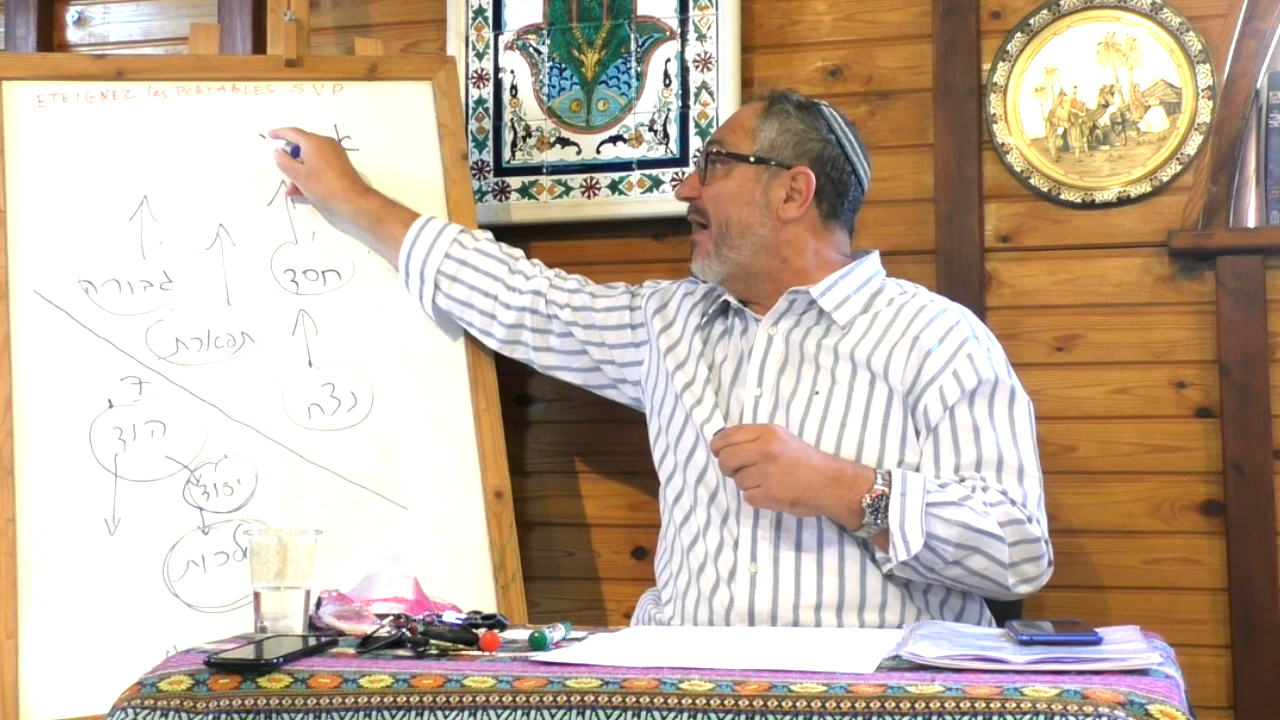 ETEIGNEZ les PORTABLES SVP
א
חסד
גבורה
תפארת
נצח
ד
הוד
יסוד
מלכות